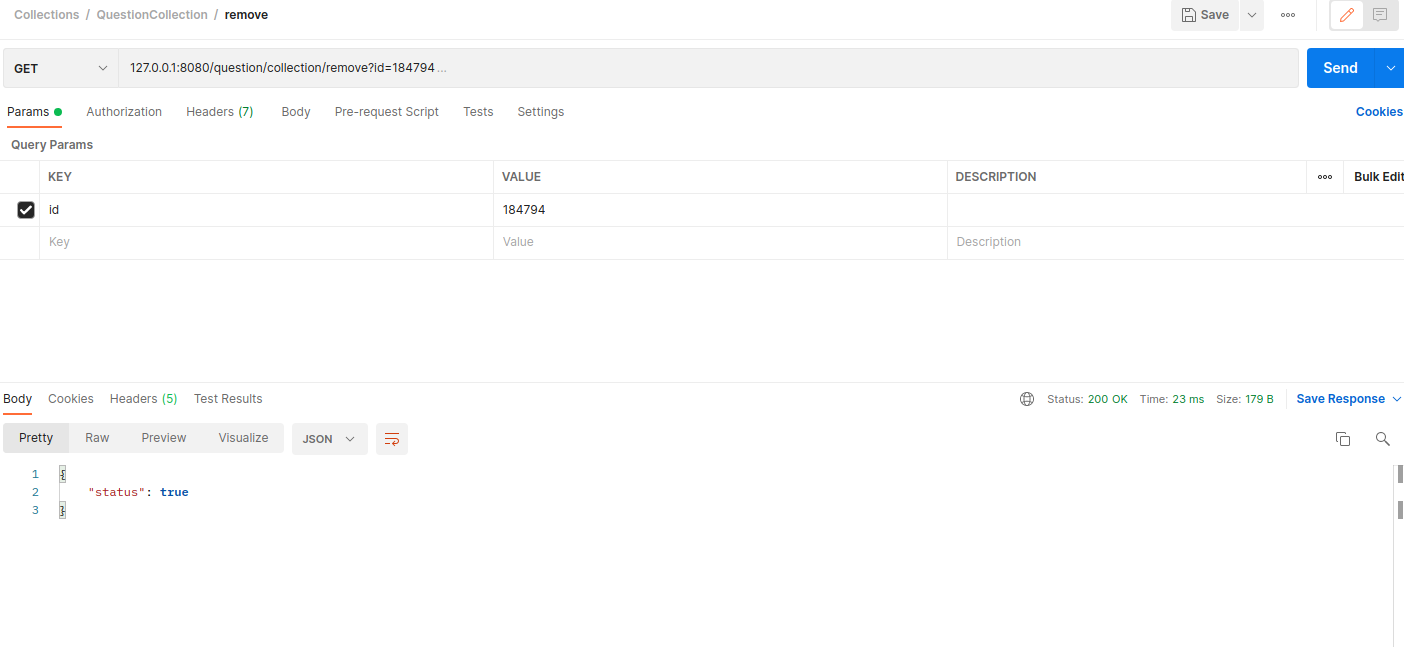 Collections / QuestionCollection / remove
Save
GET 127.0.0.1:8080/question/collection/remove?id=184794 ...
Send
Params Authorization Headers (7) Body Pre-request Script Tests Settings Cookies
Query Params
KEY VALUE DESCRIPTION Bulk Edit
id 184794
Key Value Description
Body Cookies Headers (5) Test Results Status: 200 OK Time: 23 ms Size: 179 B Save Response
Pretty Raw Preview Visualize JSON
1 {
2 "status": true
3 }